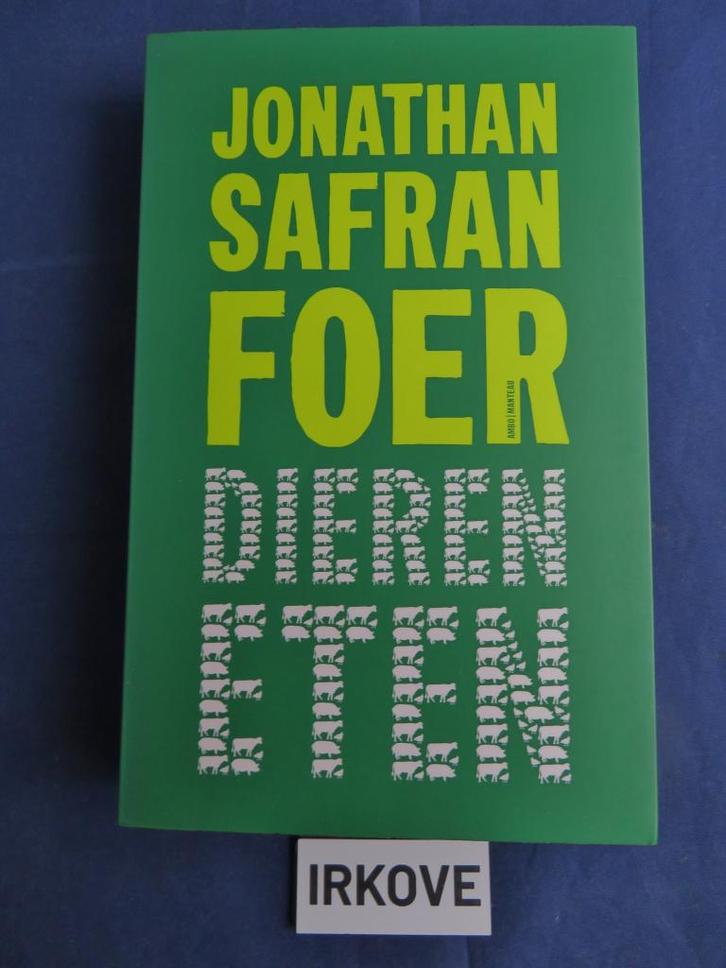 JONATHAN
SAFRAN
FOER
AMBO|MANTEAU
DIEREN
ETEN
IRKOVE